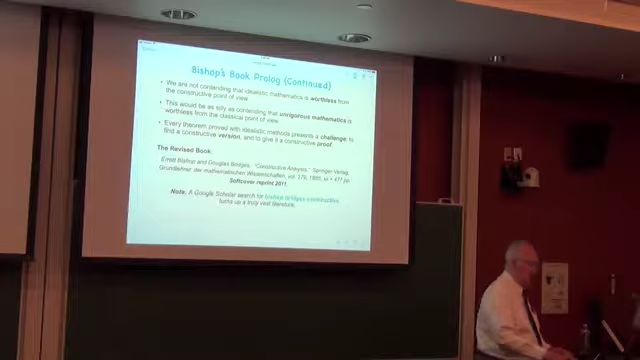 Bishop's Book Prolog (Continued)
• We are not contending that idealistic mathematics is worthless from
the constructive point of view.
• This would be as silly as contending that unrigorous mathematics is
worthless from the classical point of view.
• Every theorem proved with idealistic methods presents a challenge: to
find a constructive version, and to give it a constructive proof.
The Revised Book:
Errett Bishop and Douglas Bridges, "Constructive Analysis," Springer Verlag,
Grundlehren der mathematischen Wissenschaften, vol. 279, 1985, xii + 477 pp.
Softcover reprint 2011.
Note. A Google Scholar search for bishop bridges constructive
turns up a truly vast literature.